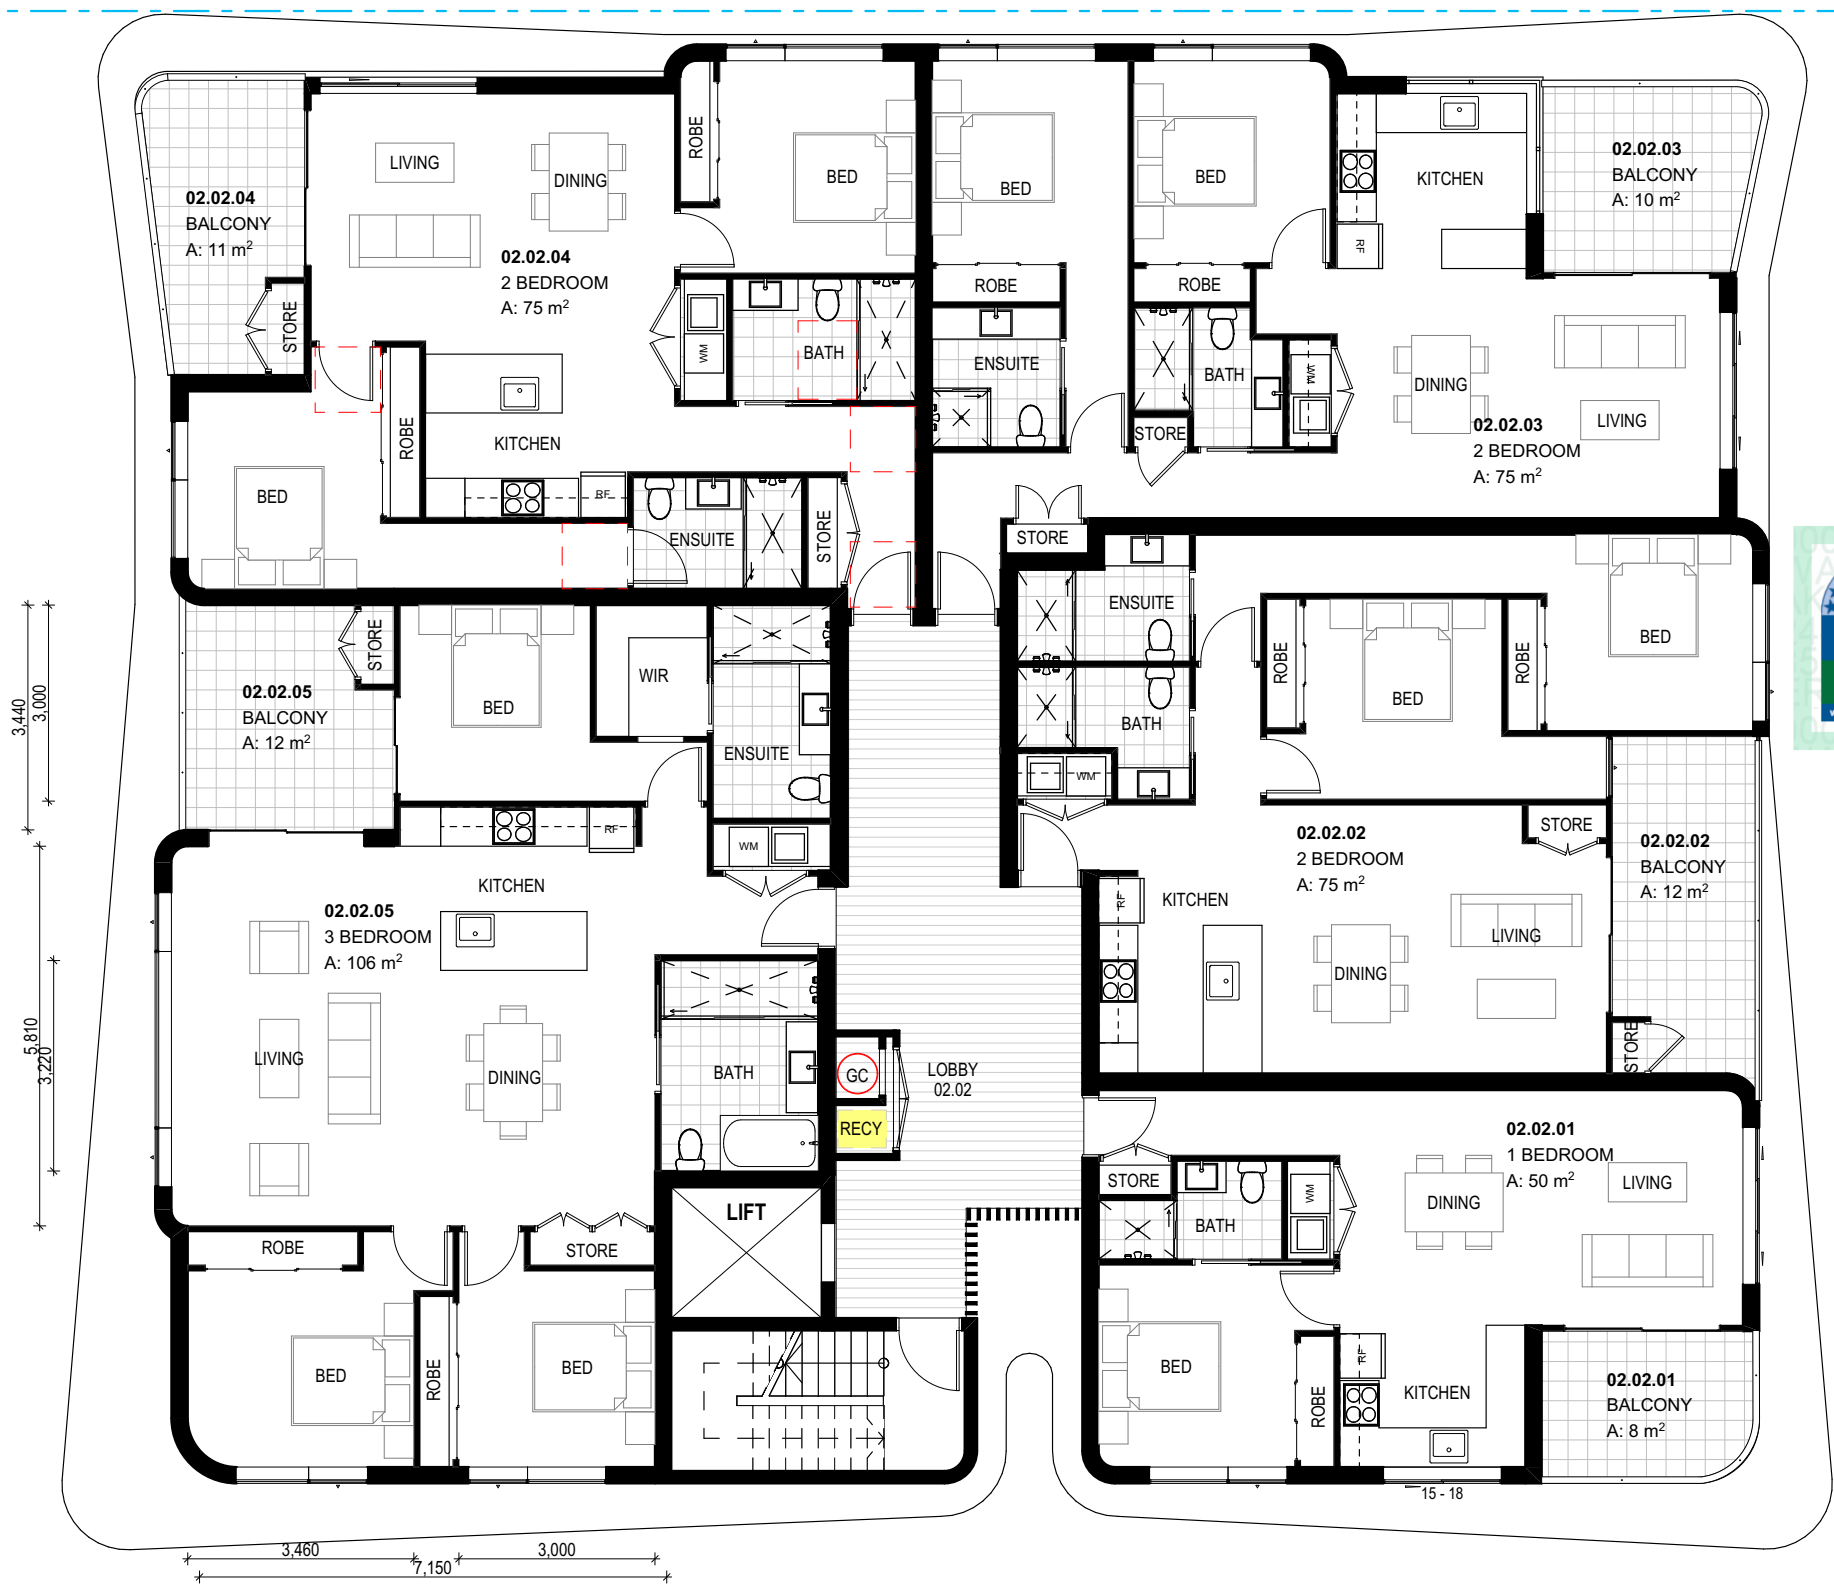 02.02.04
BALCONY
A: 11 m²
LIVING
DINING
ROBE
BED
02.02.04
2 BEDROOM
A: 75 m²
STORE
WM
BATH
ROBE
KITCHEN
BED
RF
ENSUITE
STORE
BED
ROBE
ENSUITE
BED
ROBE
BATH
WM
STORE
STORE
KITCHEN
RF
02.02.03
BALCONY
A: 10 m²
DINING
LIVING
02.02.03
2 BEDROOM
A: 75 m²
02.02.05
BALCONY
A: 12 m²
STORE
BED
WIR
ENSUITE
WM
RF
KITCHEN
02.02.05
3 BEDROOM
A: 106 m²
LIVING
DINING
BATH
ROBE
STORE
BED
ROBE
BED
LIFT
GC
RECY
LOBBY
02.02
ENSUITE
BATH
WM
ROBE
BED
ROBE
BED
02.02.02
2 BEDROOM
A: 75 m²
STORE
02.02.02
BALCONY
A: 12 m²
STORE
RF
KITCHEN
DINING
LIVING
02.02.01
1 BEDROOM
A: 50 m²
STORE
BATH
WM
DINING
LIVING
BED
ROBE
RF
KITCHEN
02.02.01
BALCONY
A: 8 m²
15 - 18
3,440
3,000
5,810
3,220
3,460
3,000
7,150